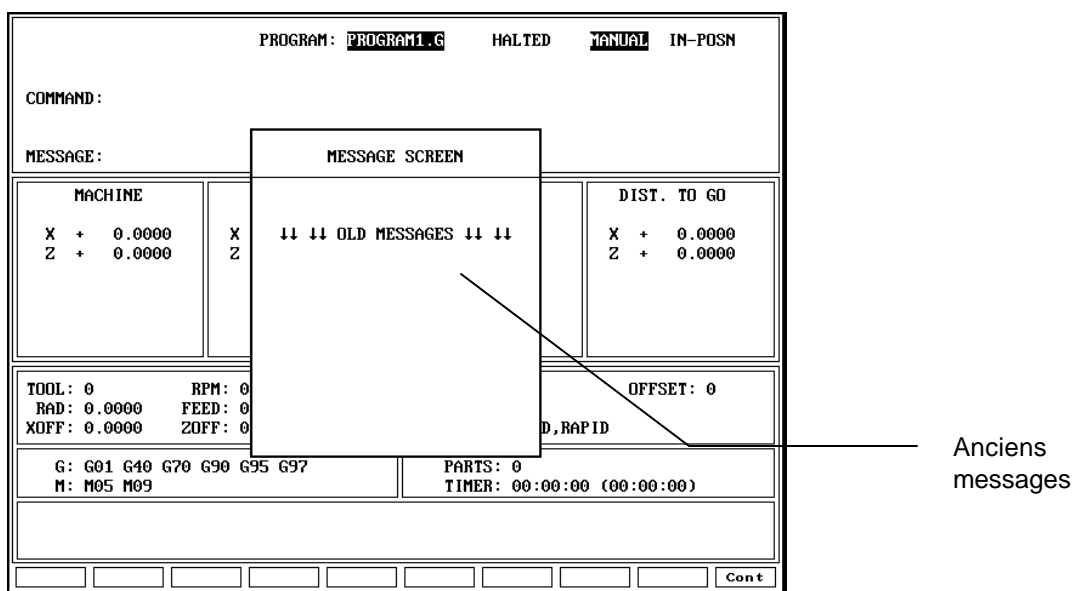 PROGRAM: PROGRAM1.G HALTED MANUAL IN-POSN
COMMAND:
MESSAGE:
MESSAGE SCREEN
↓↓ ↓↓ OLD MESSAGES ↓↓ ↓↓
MACHINE
X + 0.0000
Z + 0.0000
X
Z
DIST. TO GO
X + 0.0000
Z + 0.0000
TOOL: 0 RPM: 0 OFFSET: 0
RAD: 0.0000 FEED: 0
XOFF: 0.0000 ZOFF: 0 D,RAPID
G: G01 G40 G70 G90 G95 G97
M: M05 M09
PARTS: 0
TIMER: 00:00:00 (00:00:00)
Cont
Anciens
messages